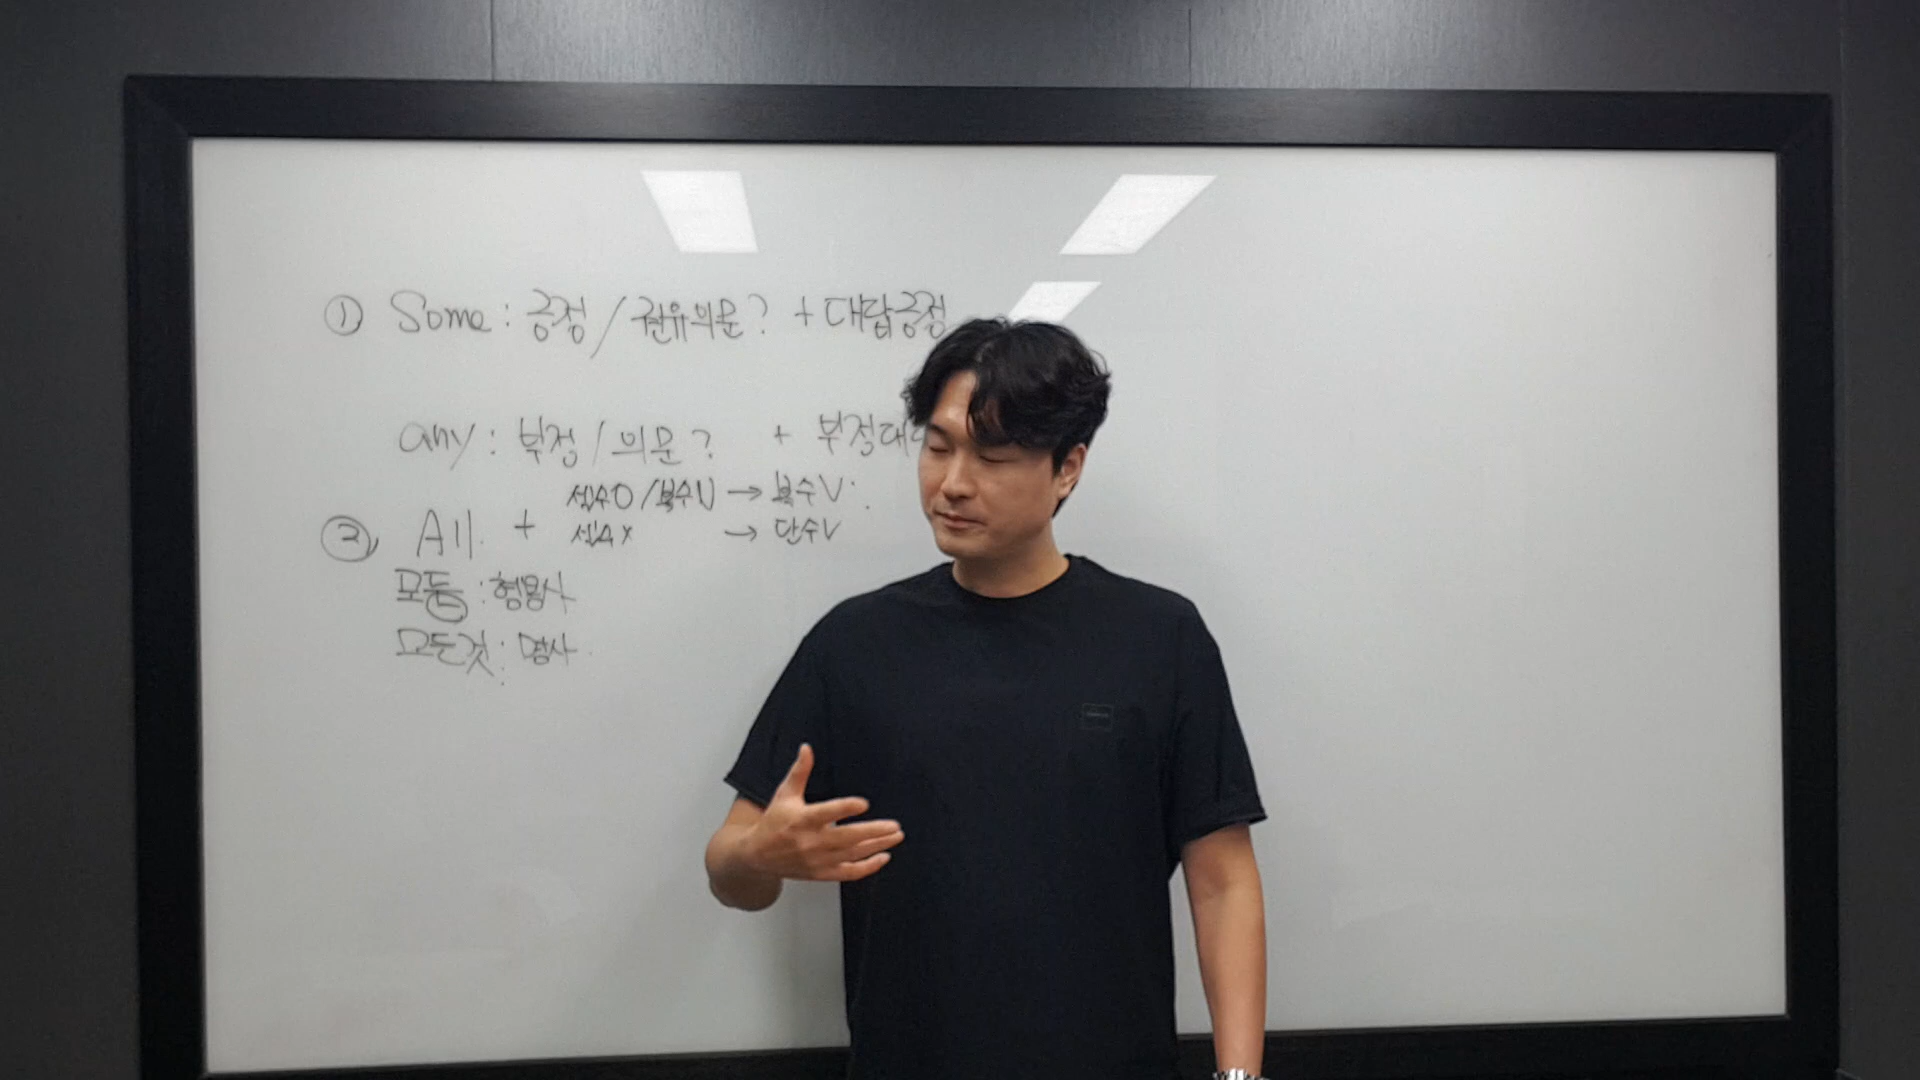 ① Some : 긍정 / 권유의문? + 대답긍정
any : 부정 / 의문? + 부정대
셀수O / 복수N → 복수V
② All + 셀수X → 단수V
모든 : 형용사
모든것 : 명사